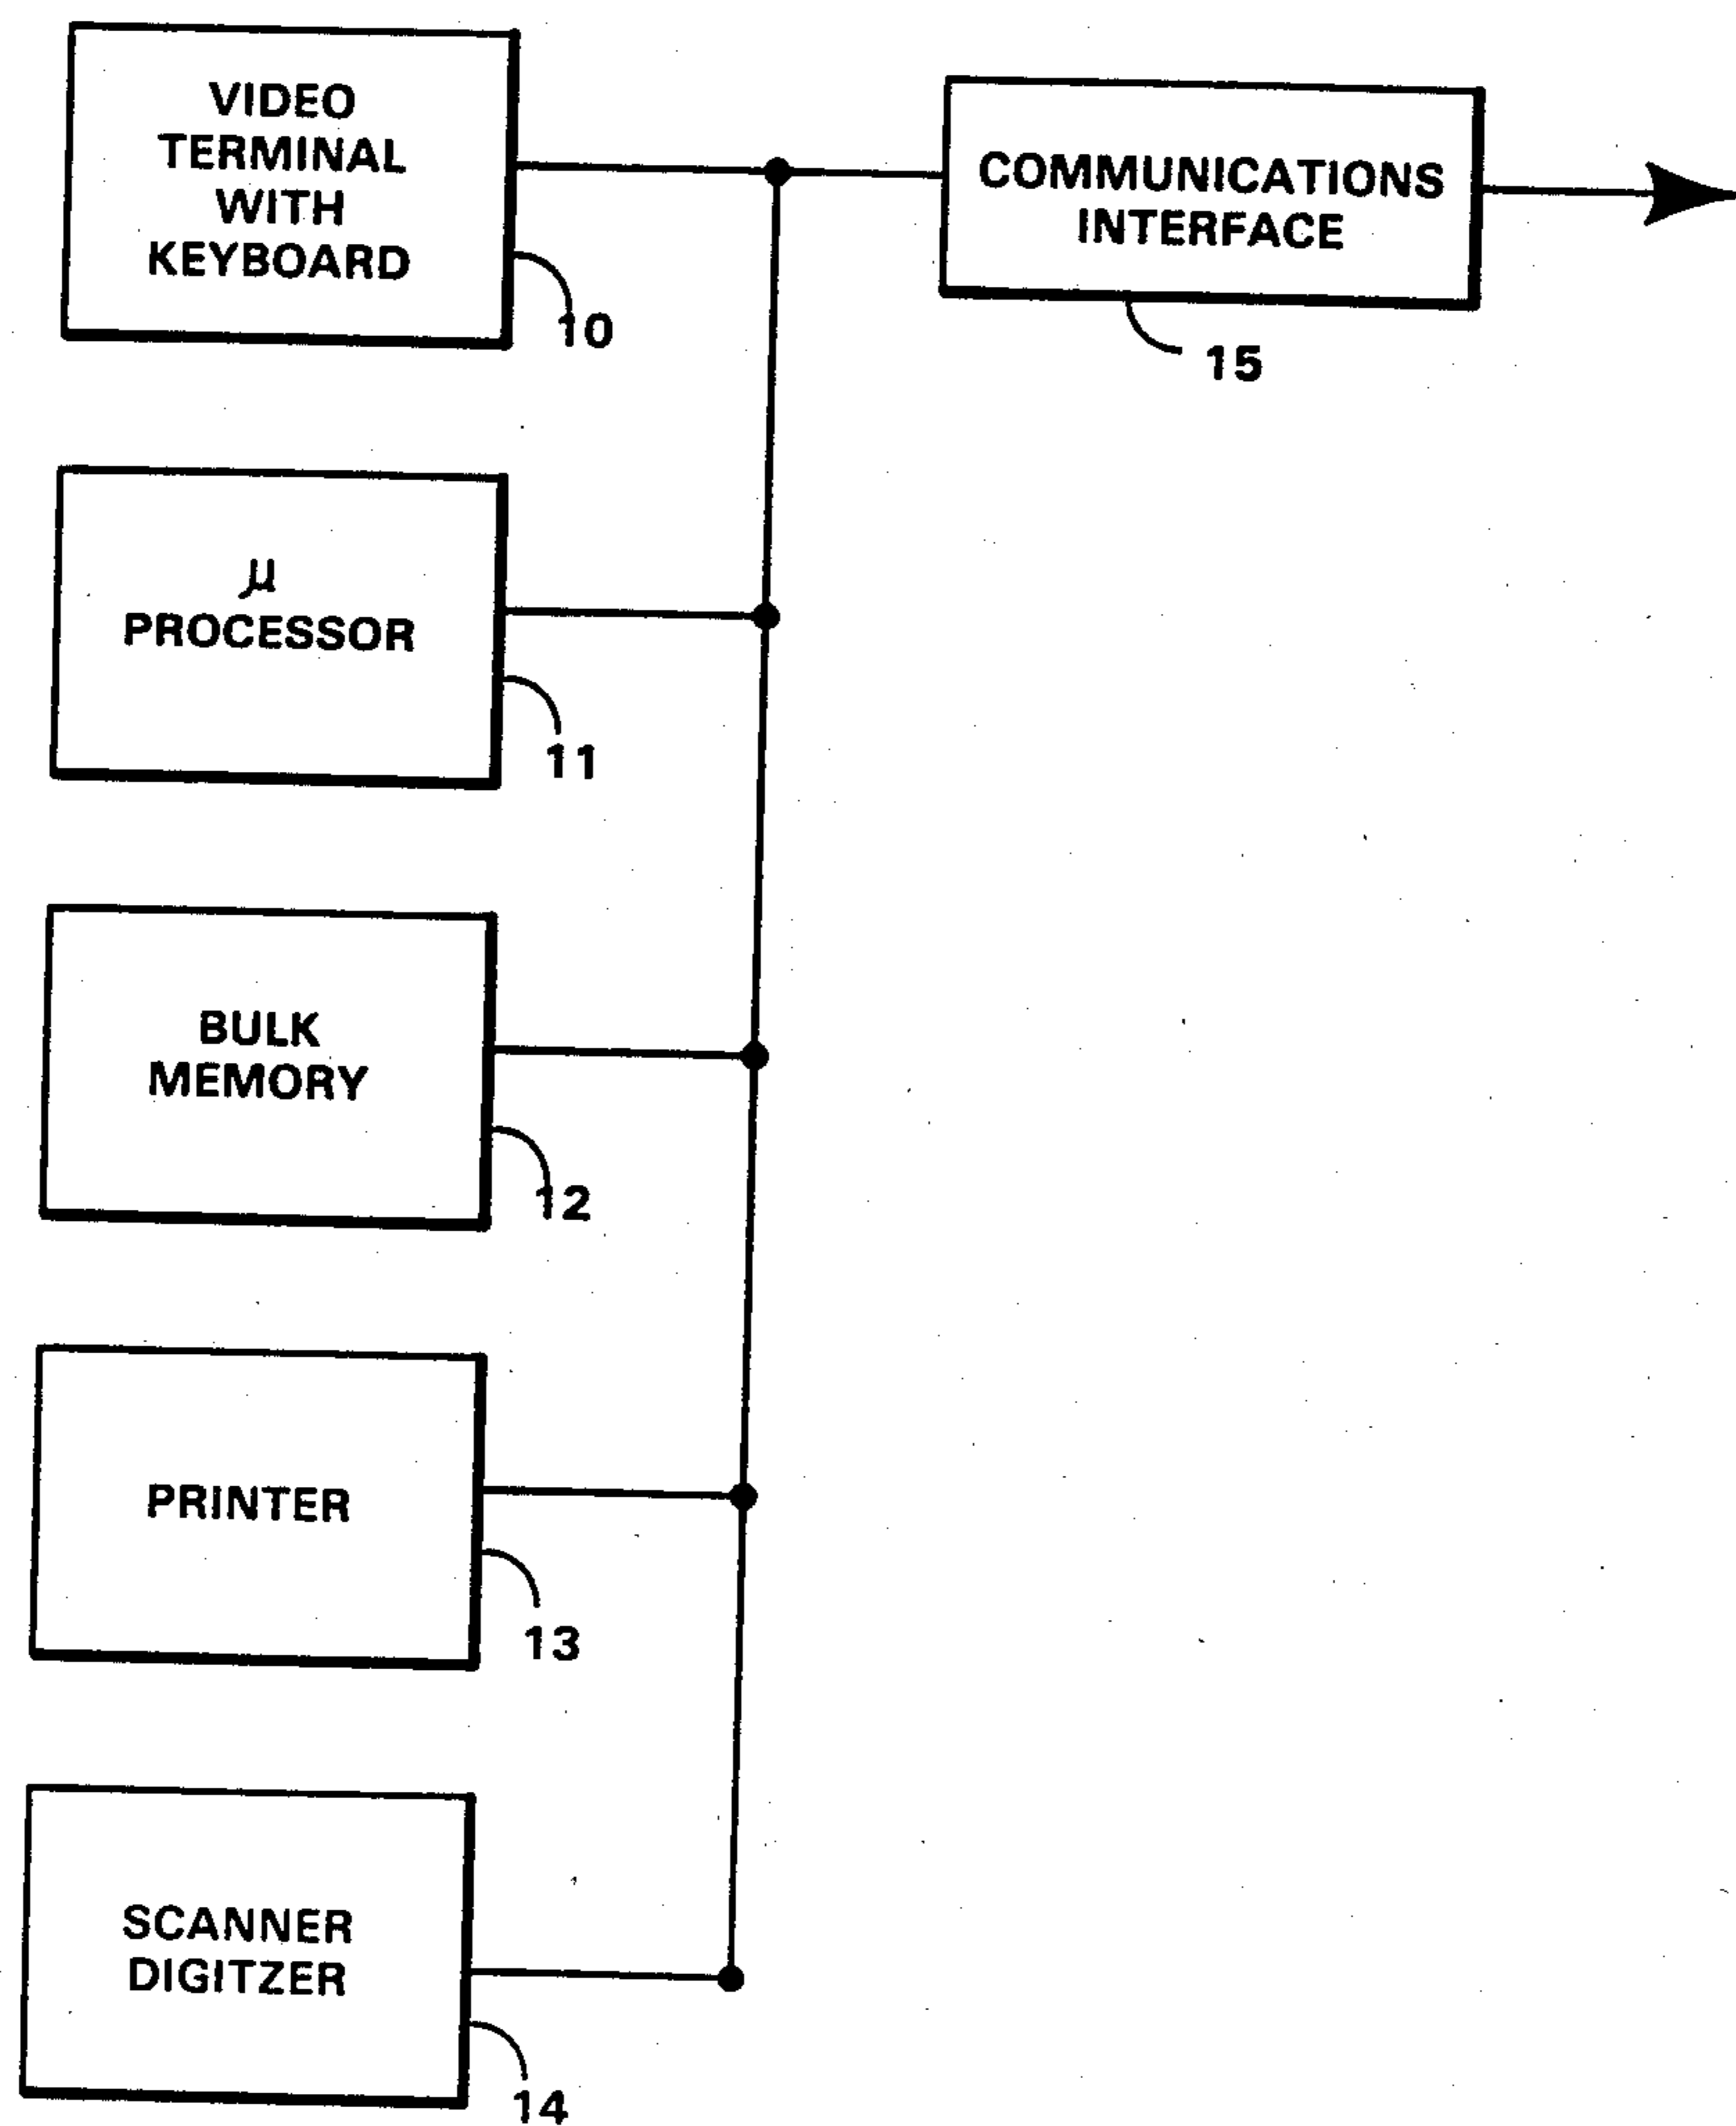 VIDEO
TERMINAL
WITH
KEYBOARD
10
COMMUNICATIONS
INTERFACE
15
μ
PROCESSOR
11
BULK
MEMORY
12
PRINTER
13
SCANNER
DIGITZER
14